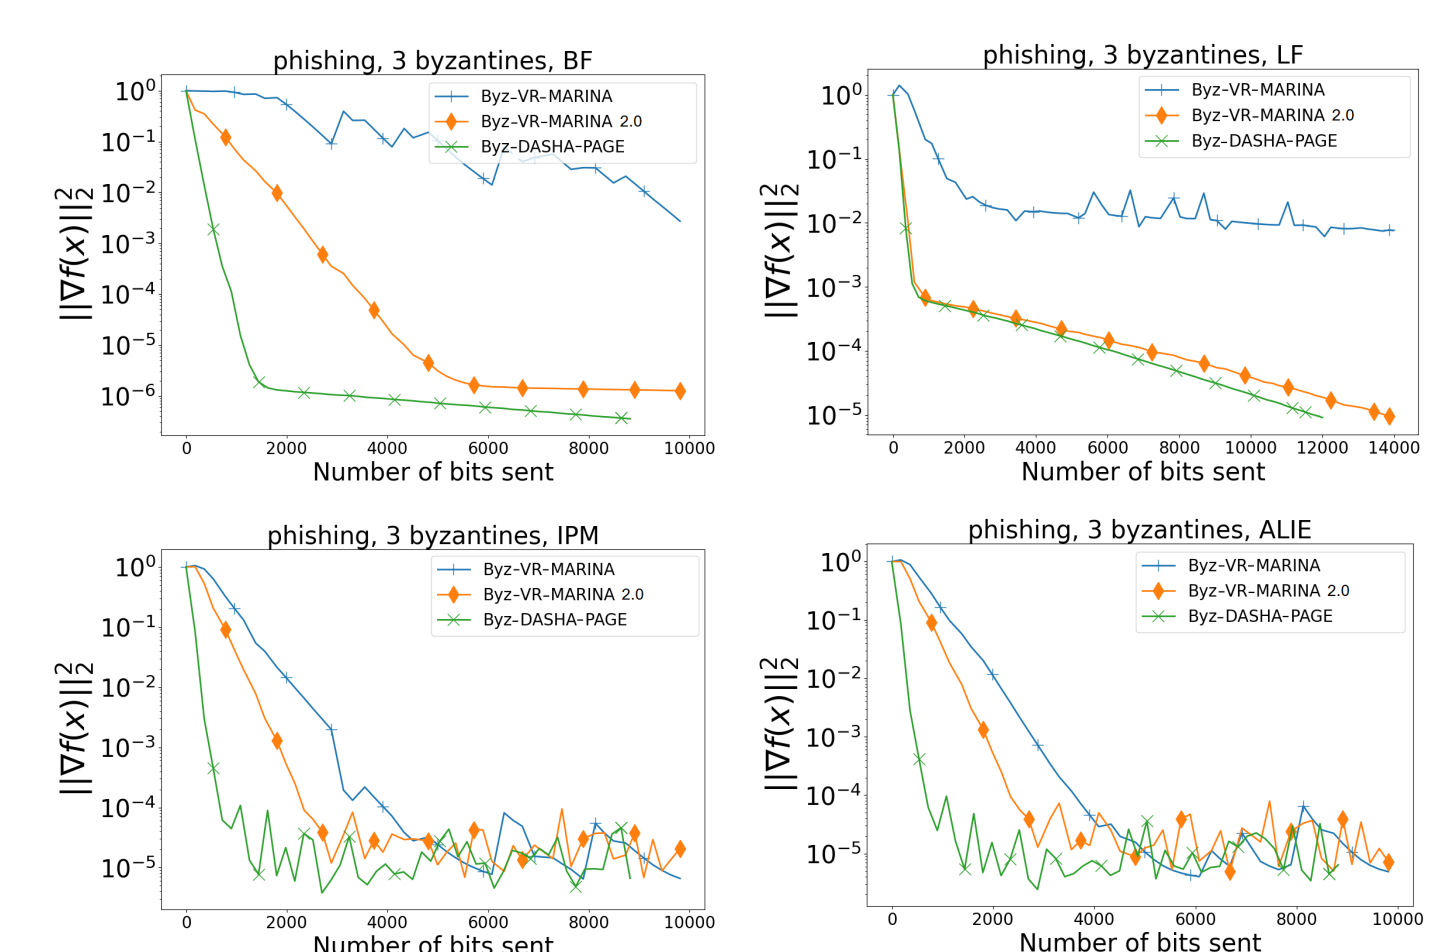 phishing, 3 byzantines, BF
10^0
10^-1
10^-2
10^-3
10^-4
10^-5
10^-6
||∇f(x)||_2^2
Byz-VR-MARINA
Byz-VR-MARINA 2.0
Byz-DASHA-PAGE
0 2000 4000 6000 8000 10000
Number of bits sent
phishing, 3 byzantines, LF
10^0
10^-1
10^-2
10^-3
10^-4
10^-5
||∇f(x)||_2^2
Byz-VR-MARINA
Byz-VR-MARINA 2.0
Byz-DASHA-PAGE
0 2000 4000 6000 8000 10000 12000 14000
Number of bits sent
phishing, 3 byzantines, IPM
10^0
10^-1
10^-2
10^-3
10^-4
10^-5
||∇f(x)||_2^2
Byz-VR-MARINA
Byz-VR-MARINA 2.0
Byz-DASHA-PAGE
0 2000 4000 6000 8000 10000
Number of bits sent
phishing, 3 byzantines, ALIE
10^0
10^-1
10^-2
10^-3
10^-4
10^-5
||∇f(x)||_2^2
Byz-VR-MARINA
Byz-VR-MARINA 2.0
Byz-DASHA-PAGE
0 2000 4000 6000 8000 10000
Number of bits sent